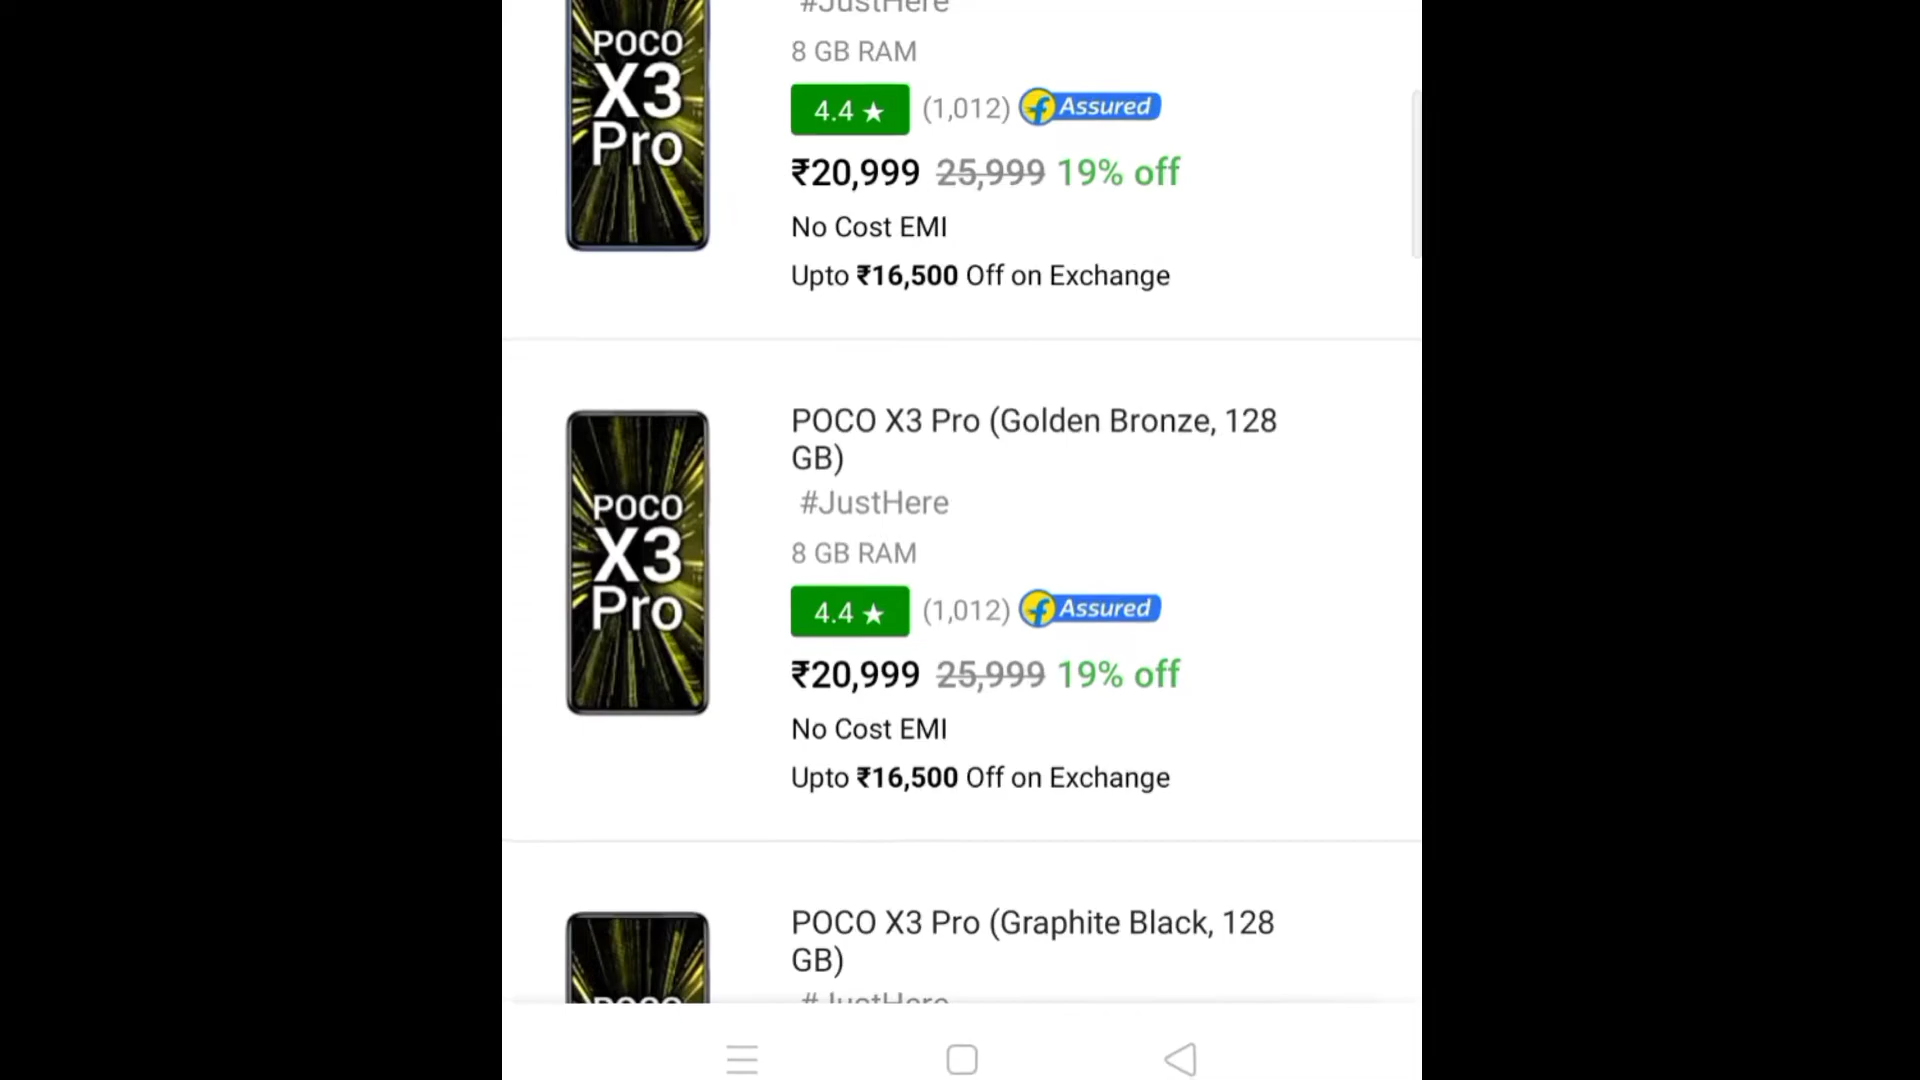 #JustHere
POCO
X3
Pro
8 GB RAM
4.4 ★ (1,012) Assured
₹20,999 25,999 19% off
No Cost EMI
Upto ₹16,500 Off on Exchange
POCO X3 Pro (Golden Bronze, 128
GB)
#JustHere
POCO
X3
Pro
8 GB RAM
4.4 ★ (1,012) Assured
₹20,999 25,999 19% off
No Cost EMI
Upto ₹16,500 Off on Exchange
POCO X3 Pro (Graphite Black, 128
GB)
#JustHere
POCO